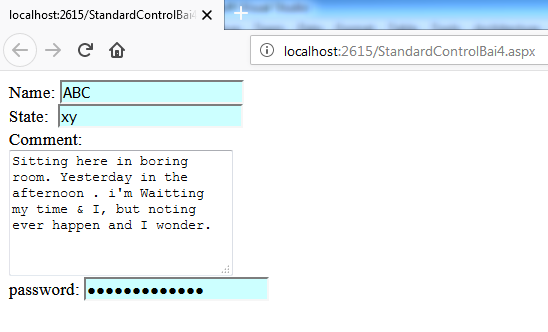 localhost:2615/StandardControlBai4
localhost:2615/StandardControlBai4.aspx
Name: ABC
State: xy
Comment:
Sitting here in boring
room. Yesterday in the
afternoon . i'm Waitting
my time & I, but noting
ever happen and I wonder.
password: ●●●●●●●●●●●●●